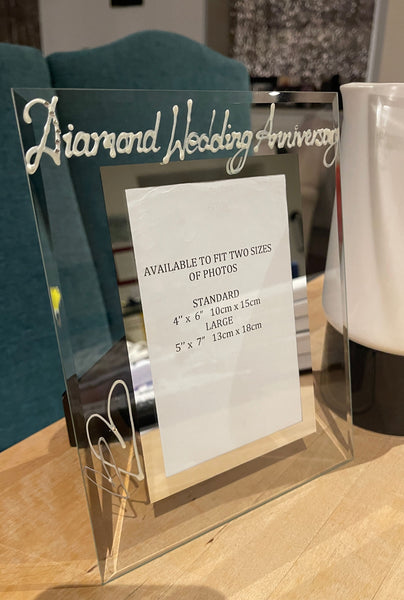 Diamond Wedding Anniversary
AVAILABLE TO FIT TWO SIZES
OF PHOTOS
STANDARD
4" x 6" 10cm x 15cm
LARGE
5" x 7" 13cm x 18cm